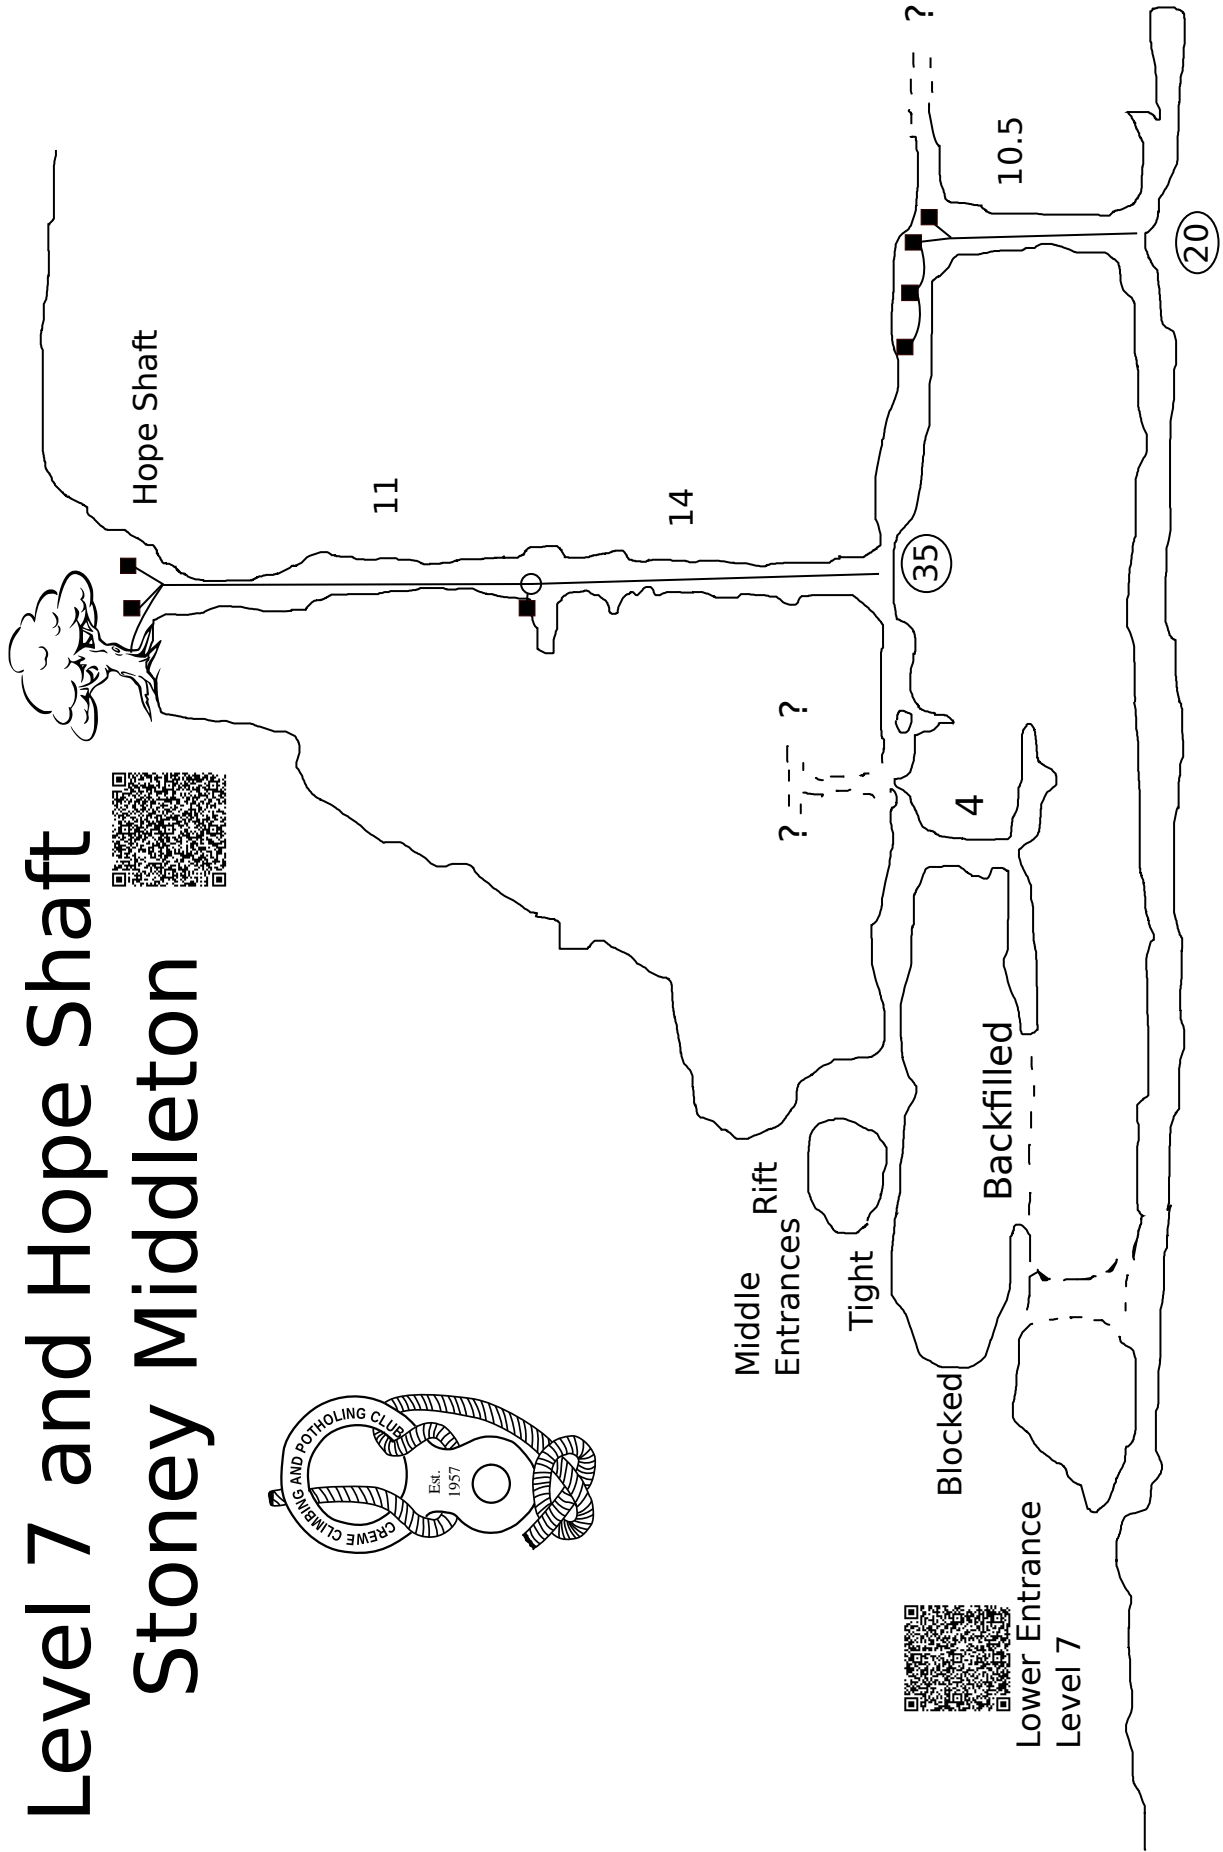 Level 7 and Hope Shaft
Stoney Middleton
Hope Shaft
11
14
35
10.5
20
?
?
?
4
Middle Rift
Entrances
Tight
Backfilled
Blocked
Lower Entrance
Level 7
CREWE CLIMBING AND POTHOLING CLUB
Est.
1957